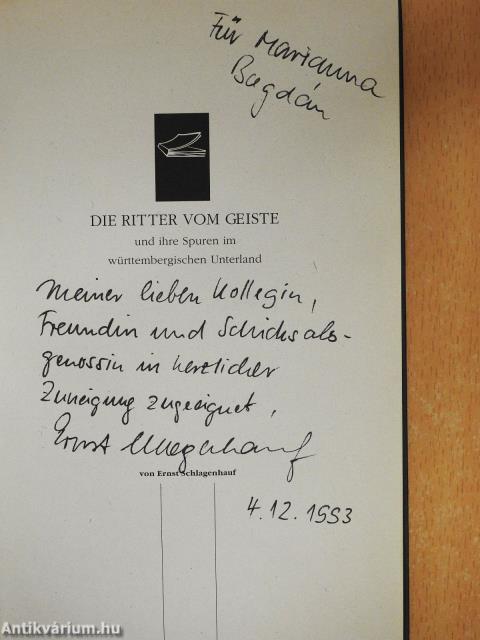 Für Marianna
Bagdán
DIE RITTER VOM GEISTE
und ihre Spuren im
württembergischen Unterland
Meiner lieben Kollegin,
Freundin und Schicksals-
genossin in herzlicher
Zuneigung zugeeignet,
Ernst Schlagenhauf
von Ernst Schlagenhauf
4.12.1993
Antikvárium.hu